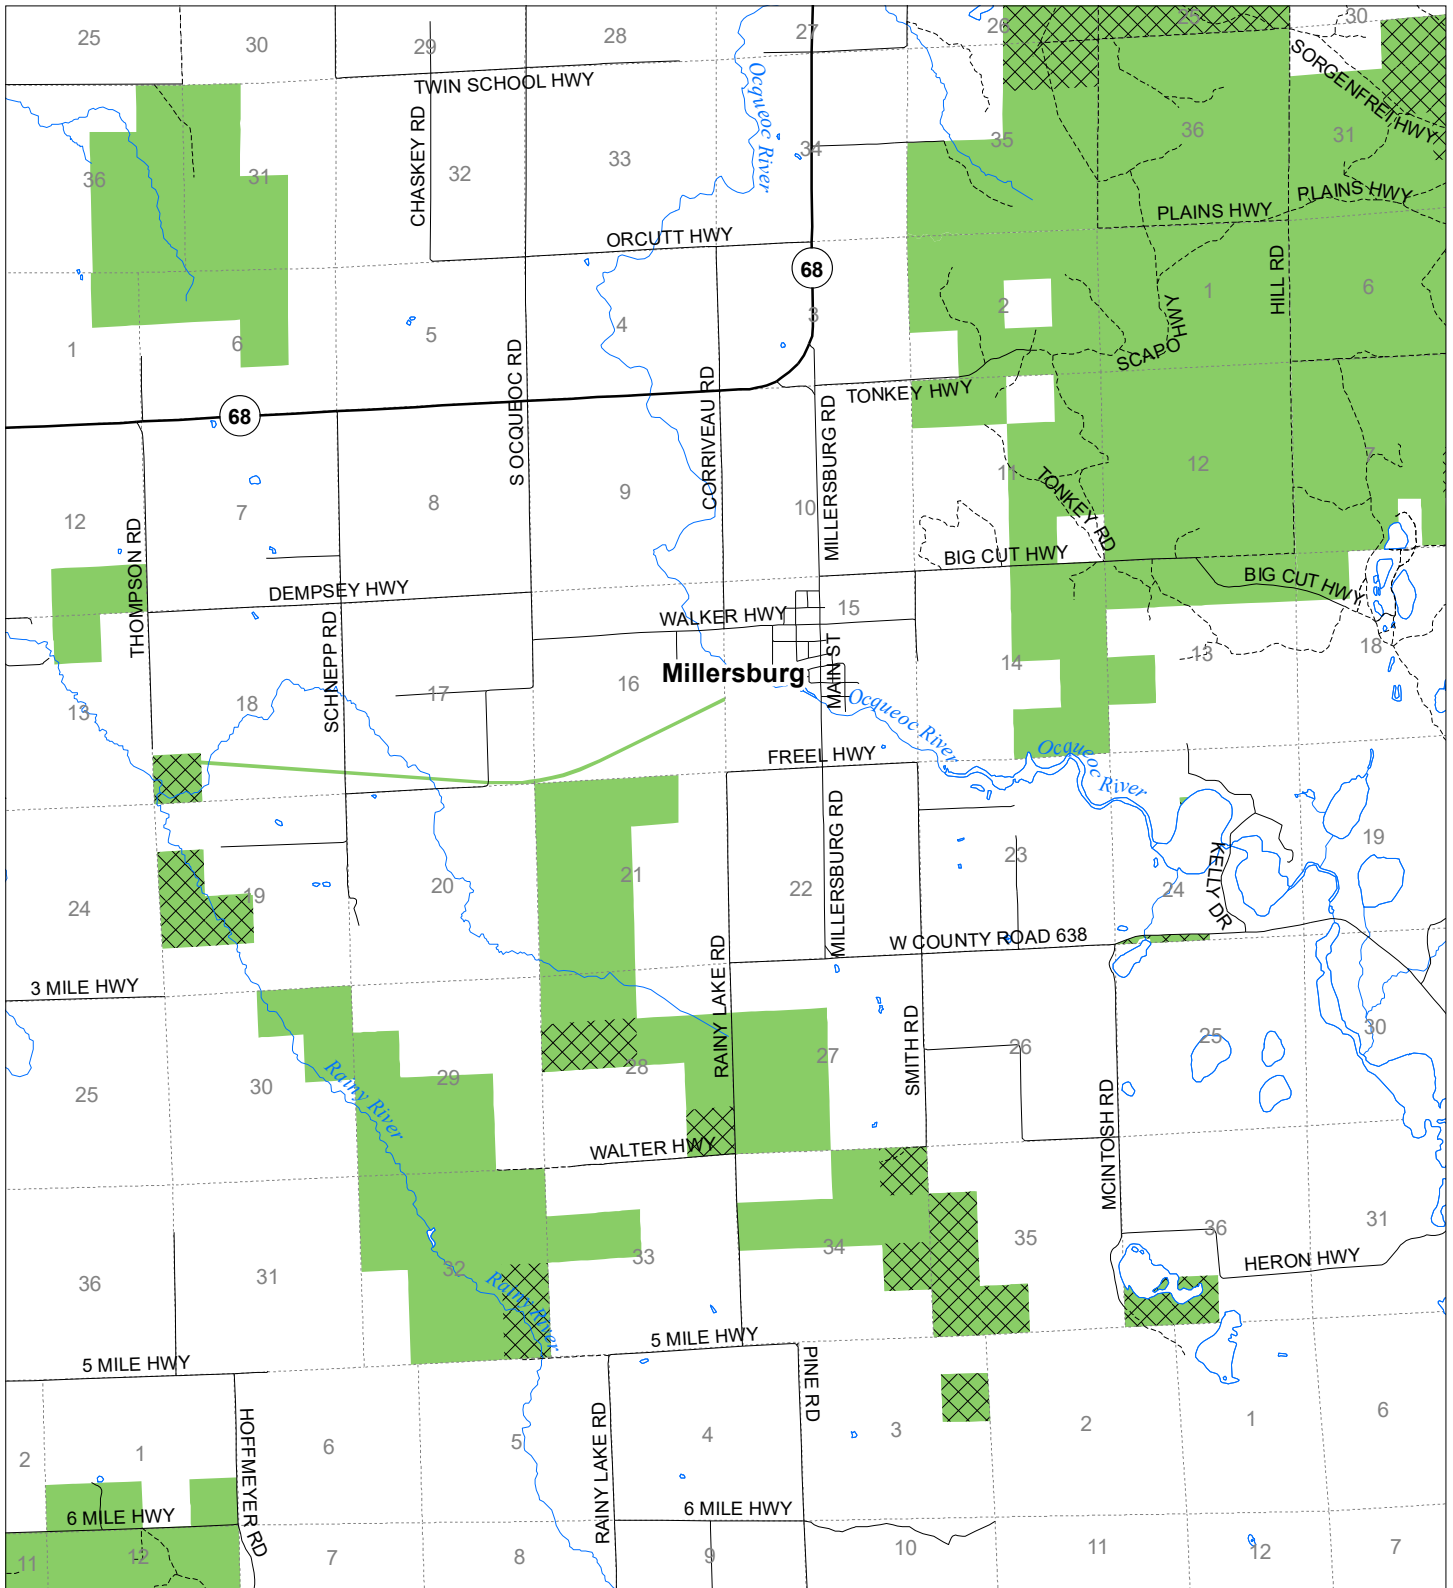 25
30
29
28
27
26
25
30
TWIN SCHOOL HWY
SORGENFREI HWY
Ocqueoc River
CHASKEY RD
36
31
32
33
34
35
36
31
PLAINS HWY
PLAINS HWY
ORCUTT HWY
68
HILL RD
1
6
5
4
3
2
1
6
SCAPO HWY
S OCQUEOC RD
CORRIVEAU RD
TONKEY HWY
68
MILLERSBURG RD
12
7
8
9
10
11
12
7
TONKEY RD
THOMPSON RD
BIG CUT HWY
BIG CUT HWY
DEMPSEY HWY
WALKER HWY
15
SCHNEPP RD
Millersburg
MAIN ST
13
18
17
16
14
13
18
Ocqueoc River
Ocqueoc River
FREEL HWY
MILLERSBURG RD
KELLY DR
24
19
20
21
22
23
24
19
W COUNTY ROAD 638
3 MILE HWY
RAINY LAKE RD
SMITH RD
25
30
29
28
27
26
25
30
Rainy River
MCINTOSH RD
WALTER HWY
36
31
32
33
34
35
36
31
HERON HWY
Rainy River
5 MILE HWY
5 MILE HWY
PINE RD
HOFFMEYER RD
RAINY LAKE RD
2
1
6
5
4
3
2
1
6
6 MILE HWY
6 MILE HWY
11
12
7
8
9
10
11
12
7